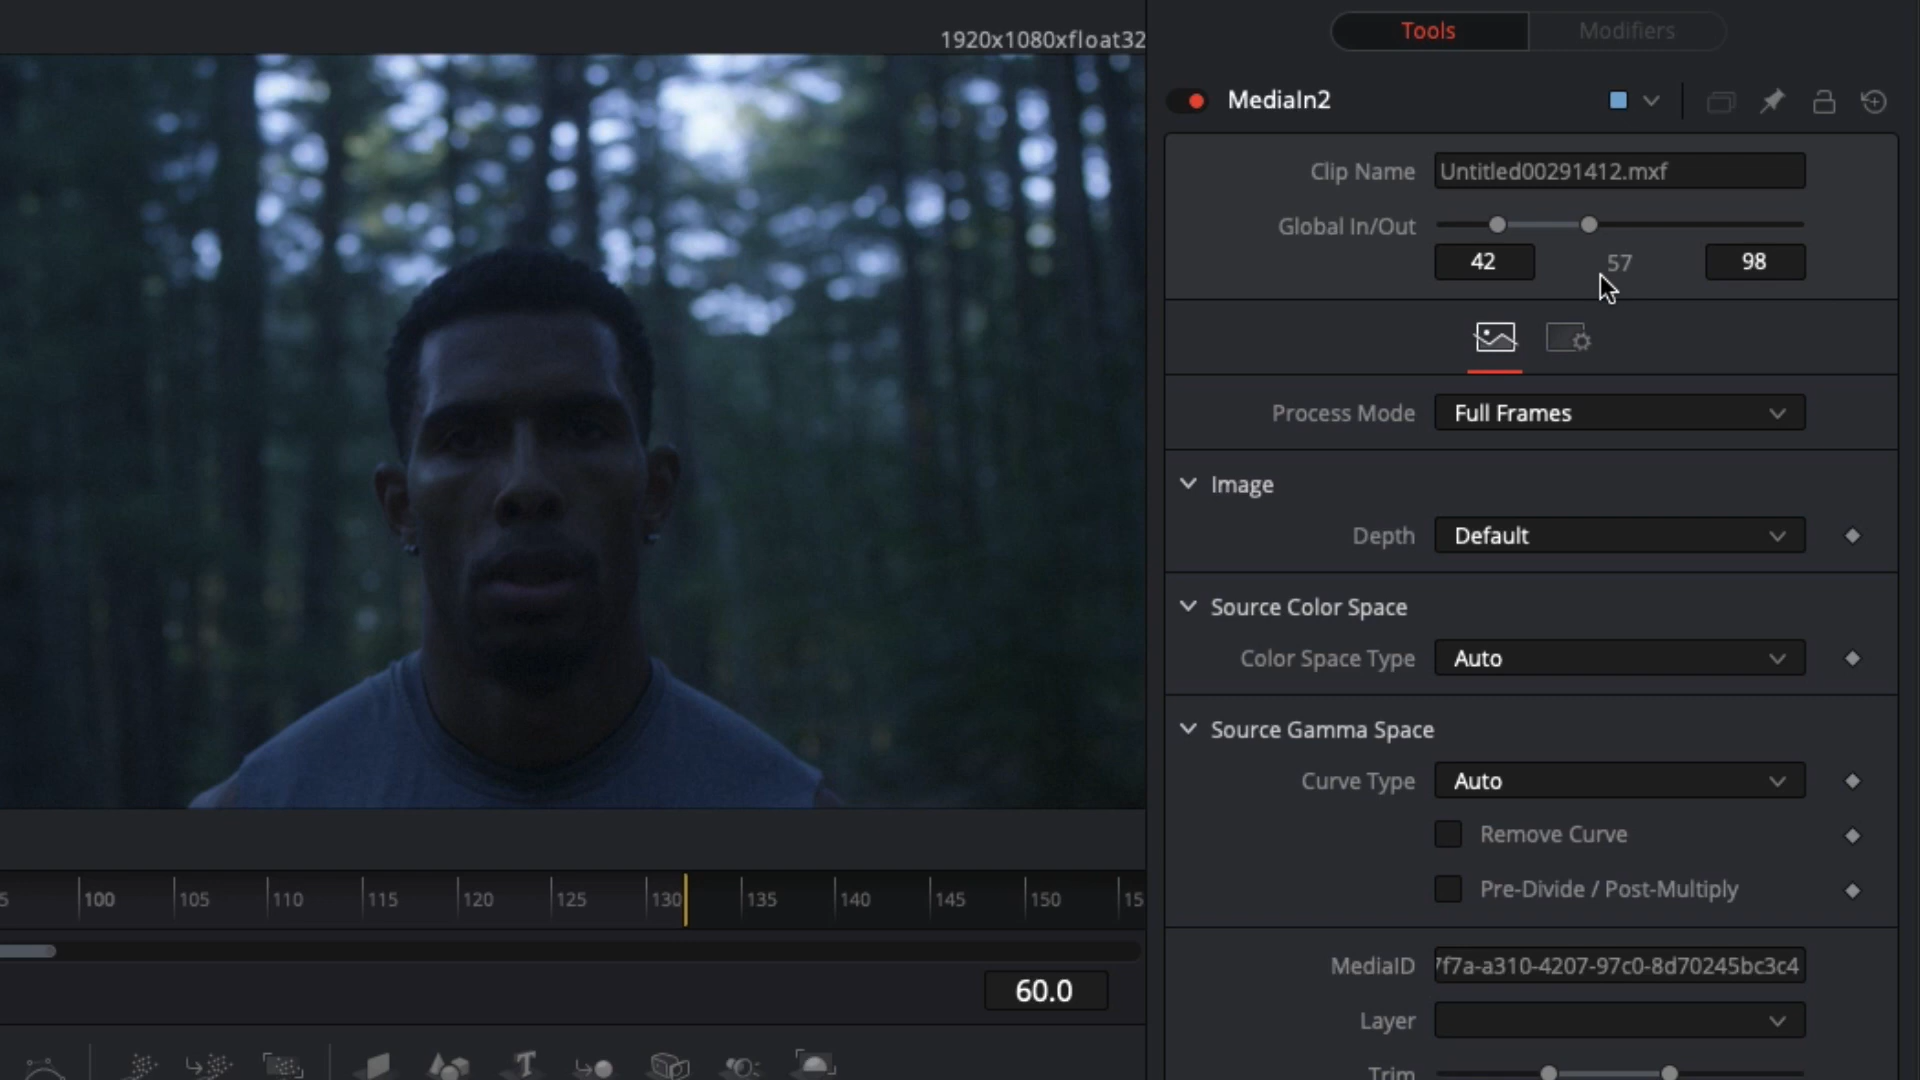 1920x1080xfloat32
Tools Modifiers
MediaIn2
Clip Name Untitled00291412.mxf
Global In/Out
42 57 98
Process Mode Full Frames
Image
Depth Default
Source Color Space
Color Space Type Auto
Source Gamma Space
Curve Type Auto
Remove Curve
Pre-Divide / Post-Multiply
100 105 110 115 120 125 130 135 140 145 150 15
MediaID 7f7a-a310-4207-97c0-8d70245bc3c4
60.0
Layer
Trim